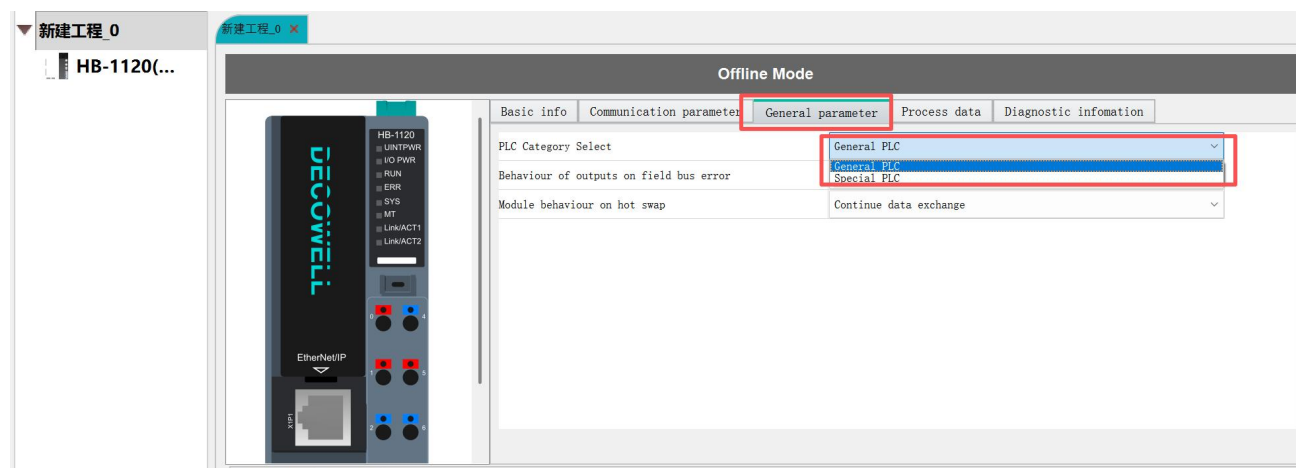 新建工程_0
HB-1120(...
新建工程_0 ×
Offline Mode
Basic info Communication parameter General parameter Process data Diagnostic infomation
PLC Category Select General PLC
General PLC
Special PLC
Behaviour of outputs on field bus error
Module behaviour on hot swap Continue data exchange
DECOWELL
HB-1120
UINTPWR
I/O PWR
RUN
ERR
SYS
MT
Link/ACT1
Link/ACT2
0 4
1 5
2 6
EtherNet/IP
X1P1